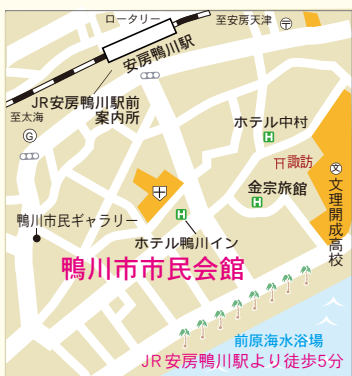 ロータリー
至安房天津
〒
安房鴨川駅
JR安房鴨川駅前
案内所
至太海
G
ホテル中村
H
諏訪
文
文理開成高校
金宗旅館
H
鴨川市民ギャラリー
H
ホテル鴨川イン
鴨川市市民会館
前原海水浴場
JR安房鴨川駅より徒歩5分